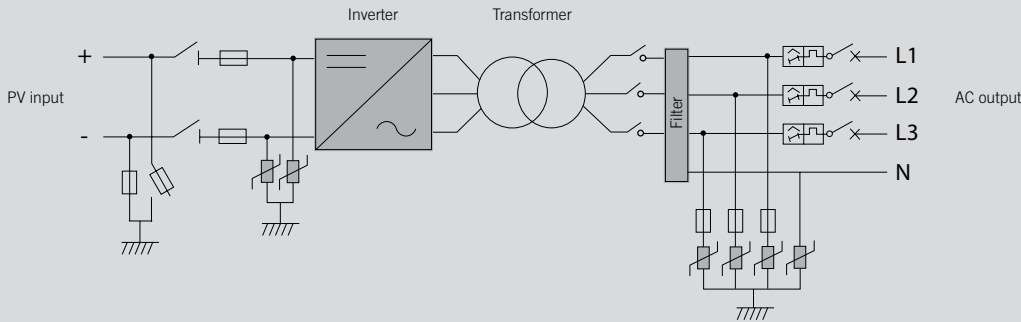 Inverter
Transformer
PV input
+
-
Filter
L1
L2
L3
N
AC output